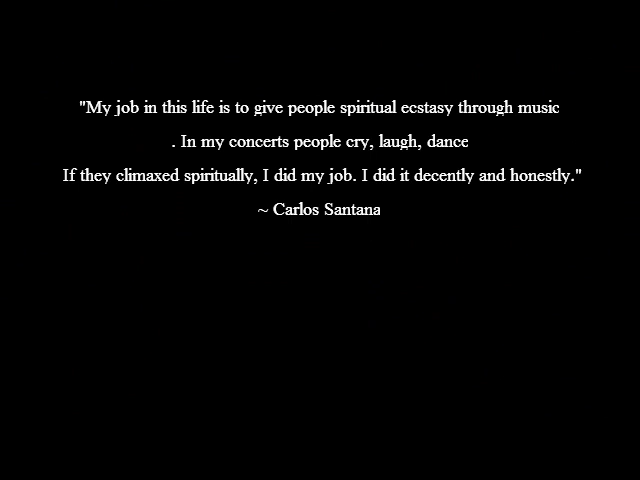 "My job in this life is to give people spiritual ecstasy through music
. In my concerts people cry, laugh, dance
If they climaxed spiritually, I did my job. I did it decently and honestly."
~ Carlos Santana